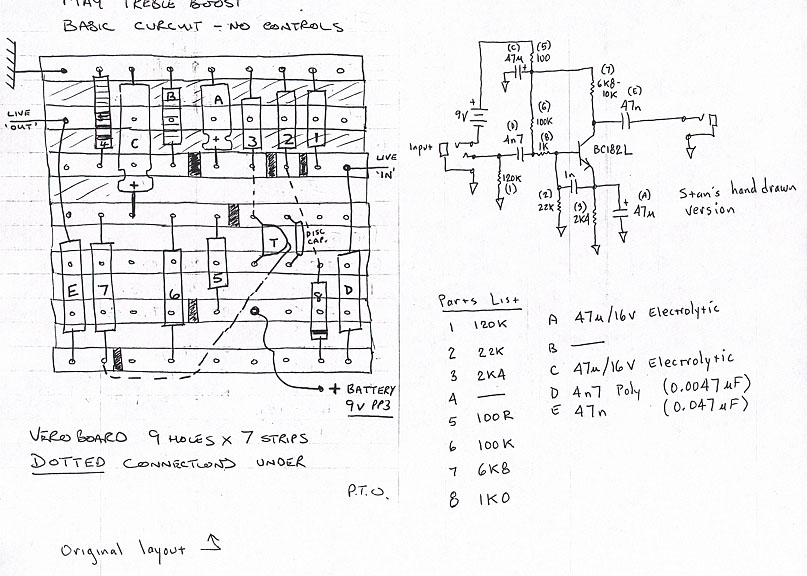 MAY TREBLE BOOST
BASIC CURCUIT - NO CONTROLS
LIVE
'OUT'
B
A
4
C
+
3
2
1
LIVE
'IN'
+
T
DISC
CAP.
E
7
6
5
8
D
+ BATTERY
9V PP3
VEROBOARD 9 HOLES x 7 STRIPS
DOTTED CONNECTIONS UNDER
P.T.O.
Original layout
(C)
47µ
(5)
100
(7)
6K8-
10K
(E)
47n
9V
+
(6)
100K
(D)
4n7
(8)
1K
Input
BC182L
120K
(1)
1n
(2)
22K
(3)
2K4
(A)
47µ
Stan's hand drawn
version
Parts List
1 120K
2 22K
3 2K4
4 —
5 100R
6 100K
7 6K8
8 1K0
A 47µ/16V Electrolytic
B —
C 47µ/16V Electrolytic
D 4n7 Poly (0.0047µF)
E 47n (0.047µF)